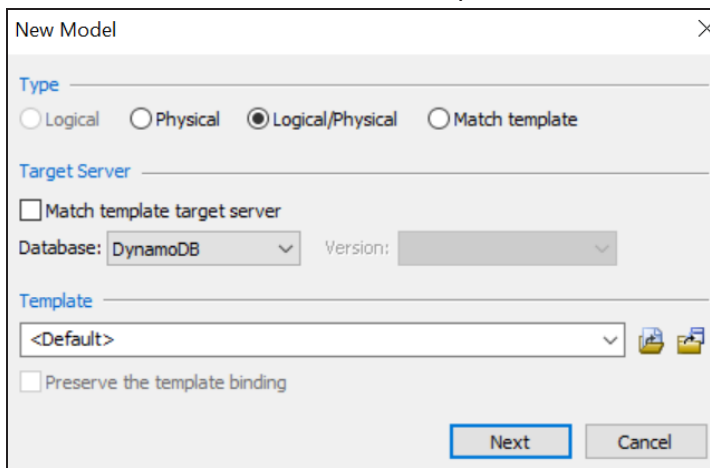 New Model
Type
Logical Physical Logical/Physical Match template
Target Server
Match template target server
Database: DynamoDB Version:
Template
<Default>
Preserve the template binding
Next Cancel